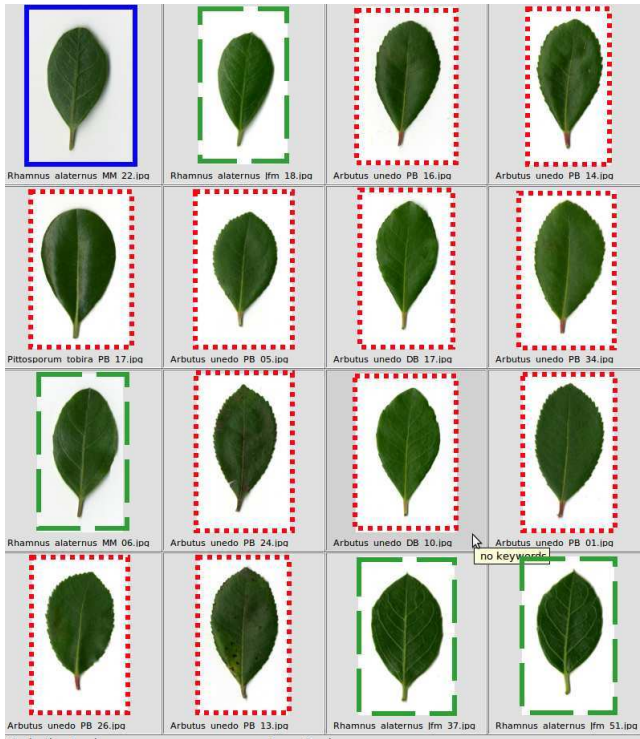 Rhamnus alaternus MM 22.jpg
Rhamnus alaternus Jfm 18.jpg
Arbutus unedo PB 16.jpg
Arbutus unedo PB 14.jpg
Pittosporum tobira PB 17.jpg
Arbutus unedo PB 05.jpg
Arbutus unedo DB 17.jpg
Arbutus unedo PB 34.jpg
Rhamnus alaternus MM 06.jpg
Arbutus unedo PB 24.jpg
Arbutus unedo DB 10.jpg
Arbutus unedo PB 01.jpg
no keywords
Arbutus unedo PB 26.jpg
Arbutus unedo PB 13.jpg
Rhamnus alaternus Jfm 37.jpg
Rhamnus alaternus Jfm 51.jpg